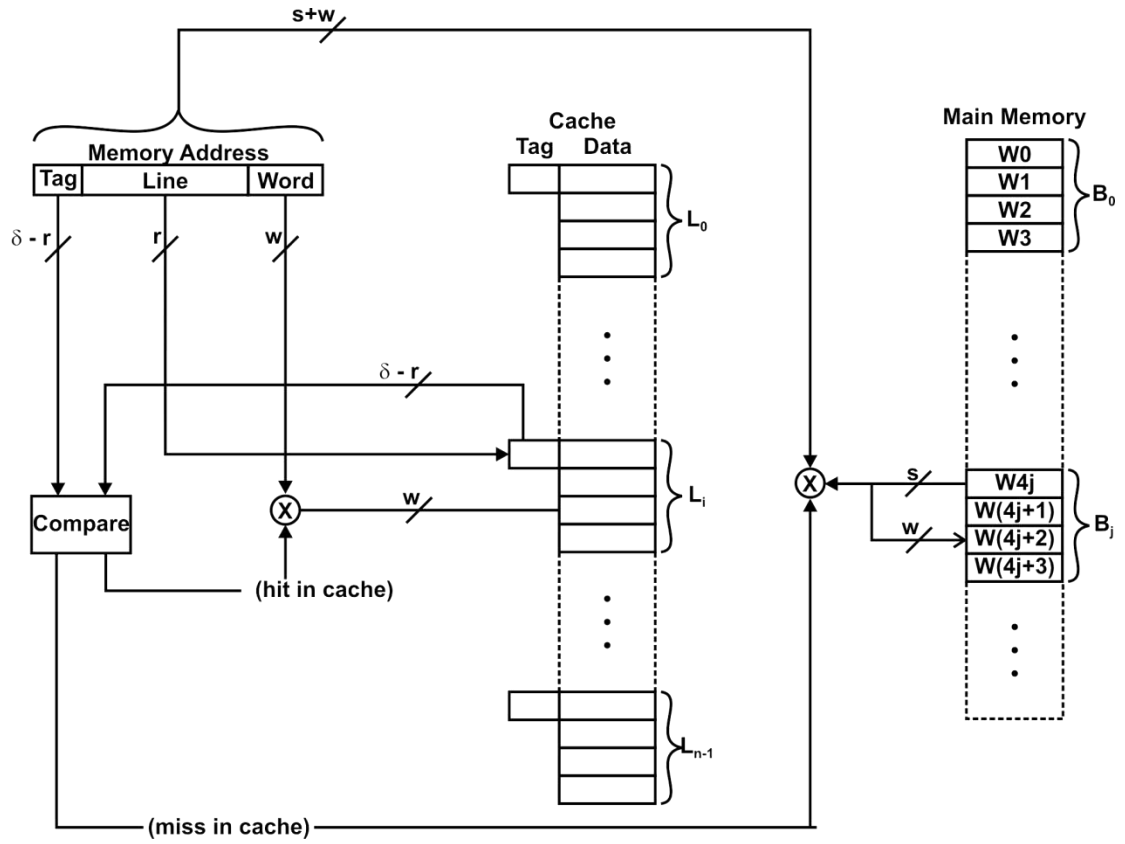 s+w
Cache
Tag Data
Main Memory
Memory Address
Tag Line Word
W0
W1
W2
W3
B0
L0
δ - r
r
w
δ - r
Li
W4j
W(4j+1)
W(4j+2)
W(4j+3)
Bj
s
w
X
X
w
Compare
(hit in cache)
Ln-1
(miss in cache)